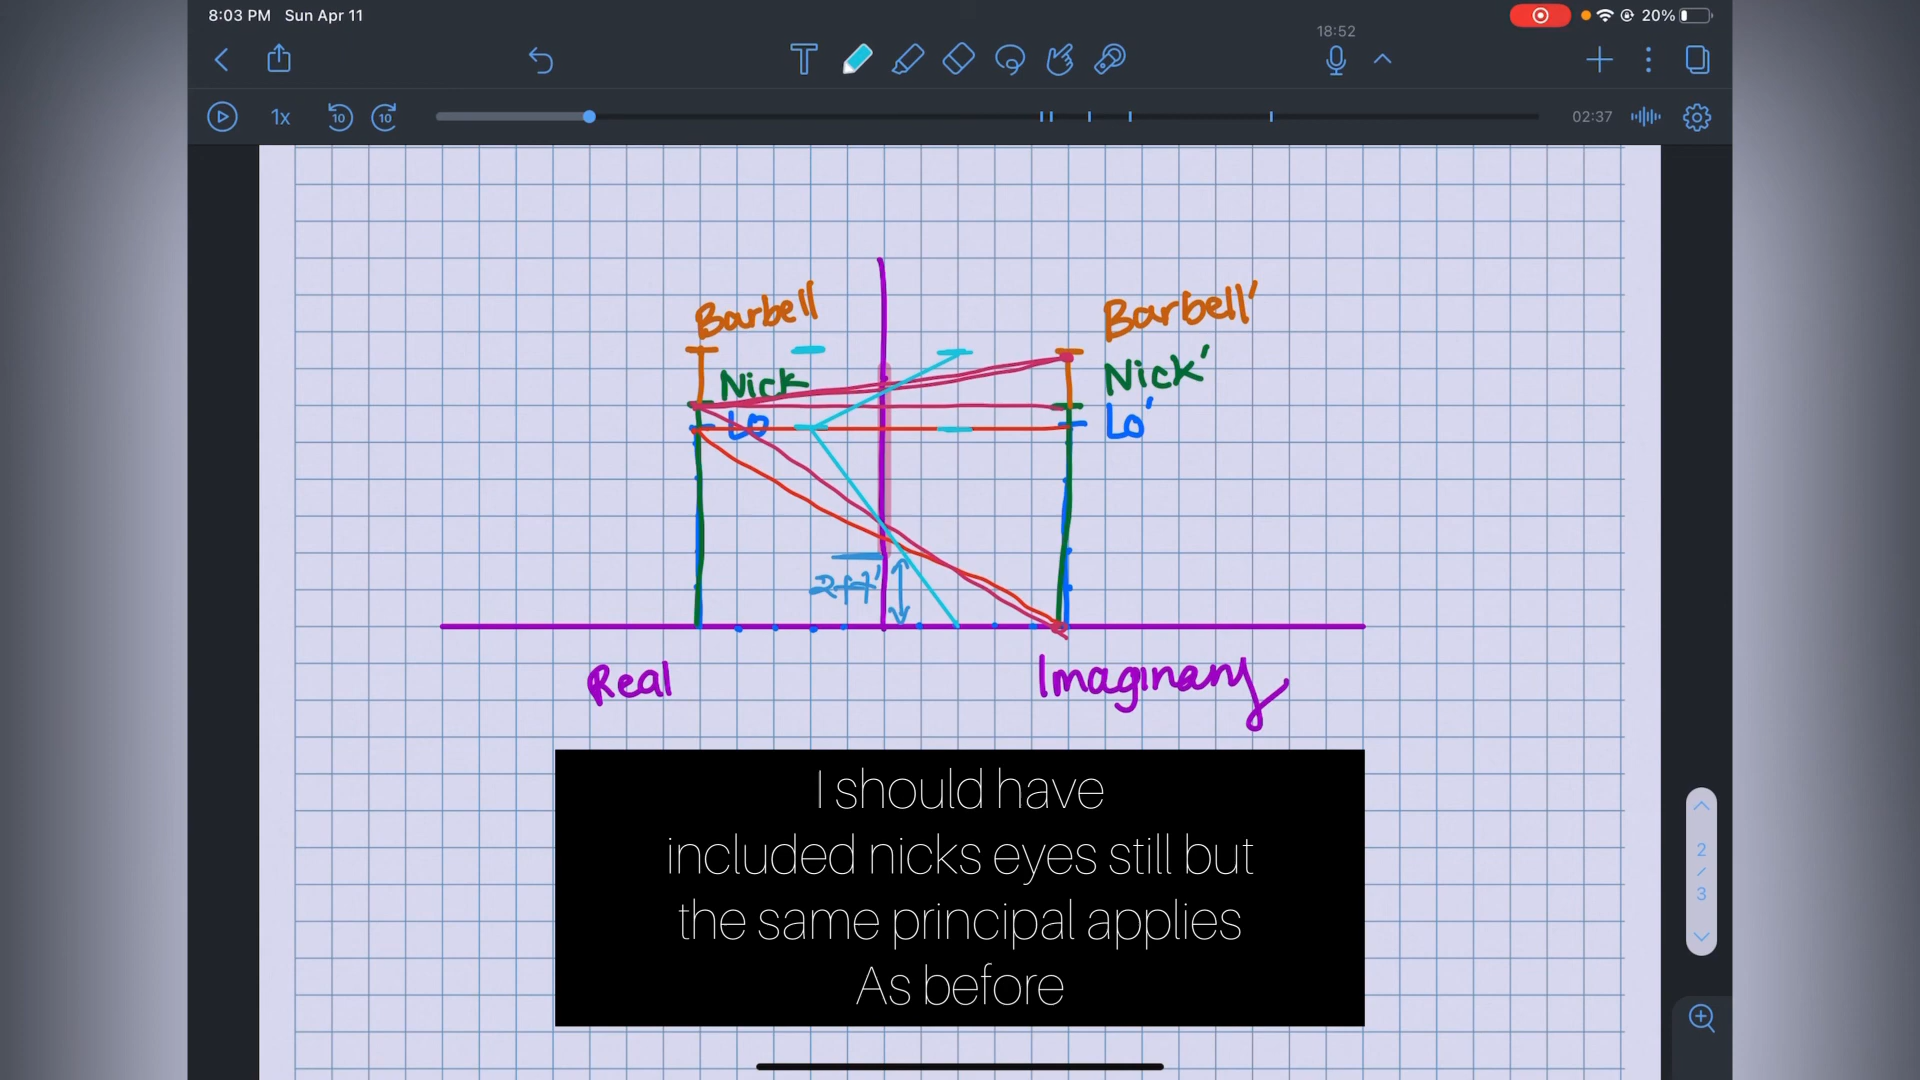 8:03 PM Sun Apr 11
20%
18:52
1x
10
10
02:37
Barbell
Barbell'
Nick
Nick'
Lo
Lo'
2ft'
Real
Imaginary
I should have
included nicks eyes still but
the same principal applies
As before
2
/
3